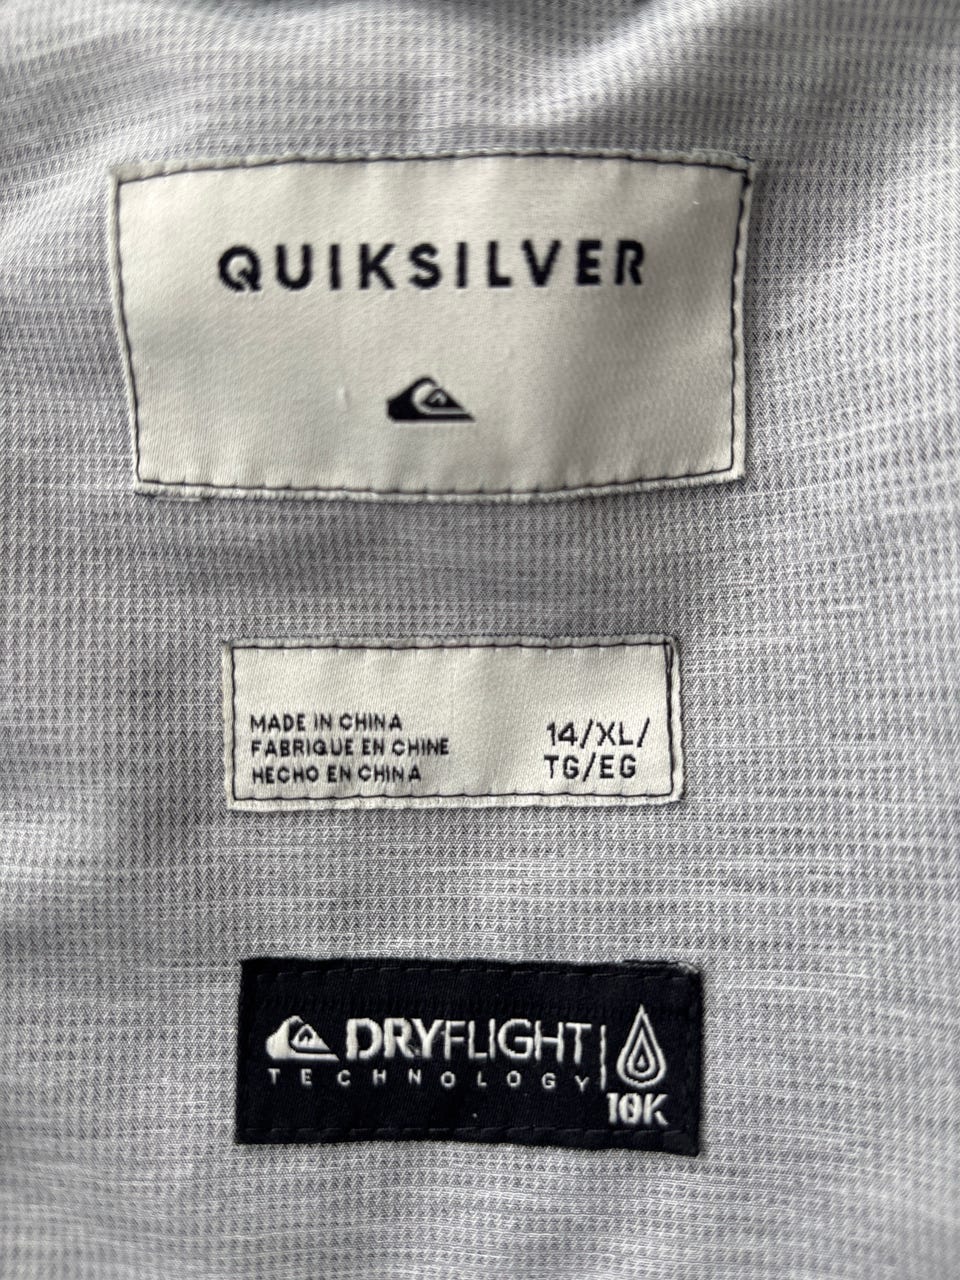 QUIKSILVER
MADE IN CHINA
FABRIQUE EN CHINE
HECHO EN CHINA
14/XL/
TG/EG
DRYFLIGHT
TECHNOLOGY
10K